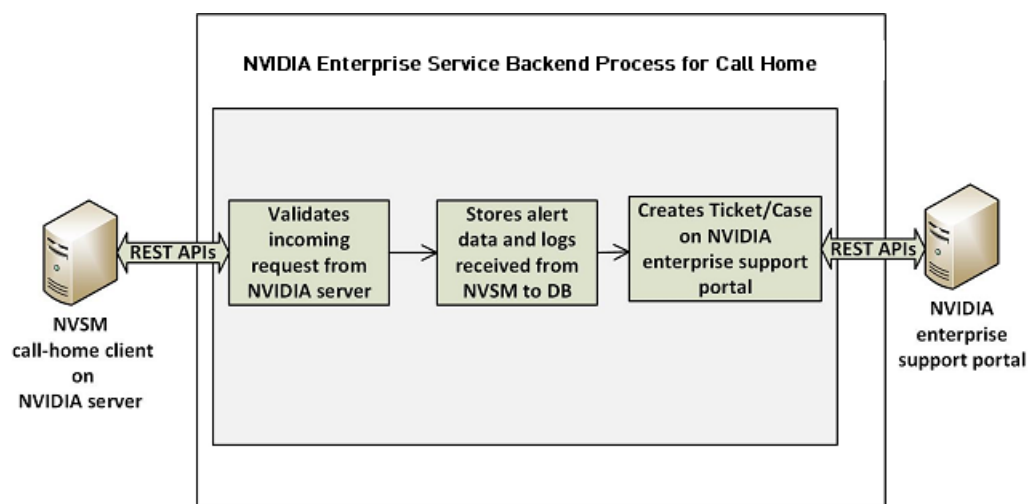 NVIDIA Enterprise Service Backend Process for Call Home
REST APIs
Validates
incoming
request from
NVIDIA server
Stores alert
data and logs
received from
NVSM to DB
Creates Ticket/Case
on NVIDIA
enterprise support
portal
REST APIs
NVSM
call-home client
on
NVIDIA server
NVIDIA
enterprise
support portal